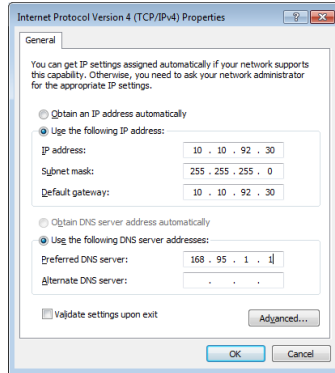 Internet Protocol Version 4 (TCP/IPv4) Properties
General
You can get IP settings assigned automatically if your network supports
this capability. Otherwise, you need to ask your network administrator
for the appropriate IP settings.
Obtain an IP address automatically
Use the following IP address:
IP address: 10 . 10 . 92 . 30
Subnet mask: 255 . 255 . 255 . 0
Default gateway: 10 . 10 . 92 . 30
Obtain DNS server address automatically
Use the following DNS server addresses:
Preferred DNS server: 168 . 95 . 1 . 1
Alternate DNS server: . . .
Validate settings upon exit
Advanced...
OK Cancel